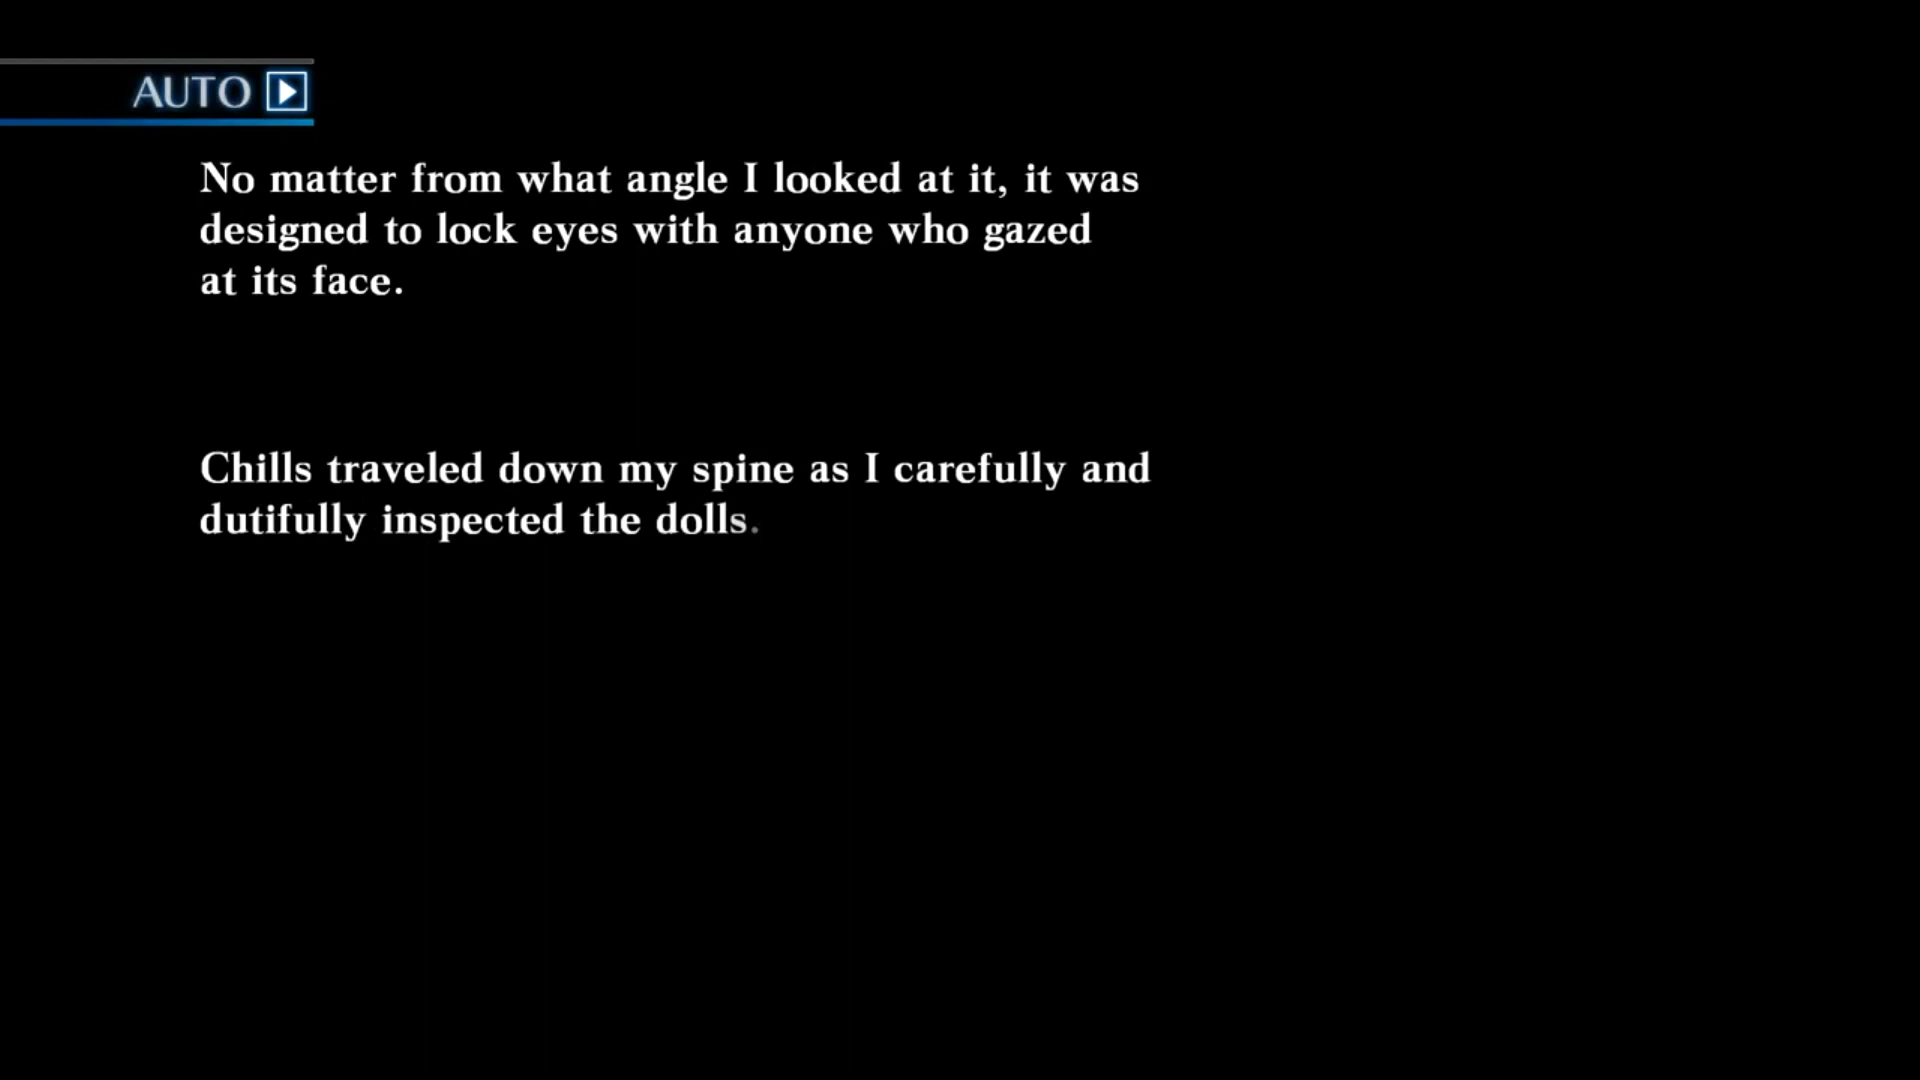 AUTO
No matter from what angle I looked at it, it was
designed to lock eyes with anyone who gazed
at its face.
Chills traveled down my spine as I carefully and
dutifully inspected the dolls.